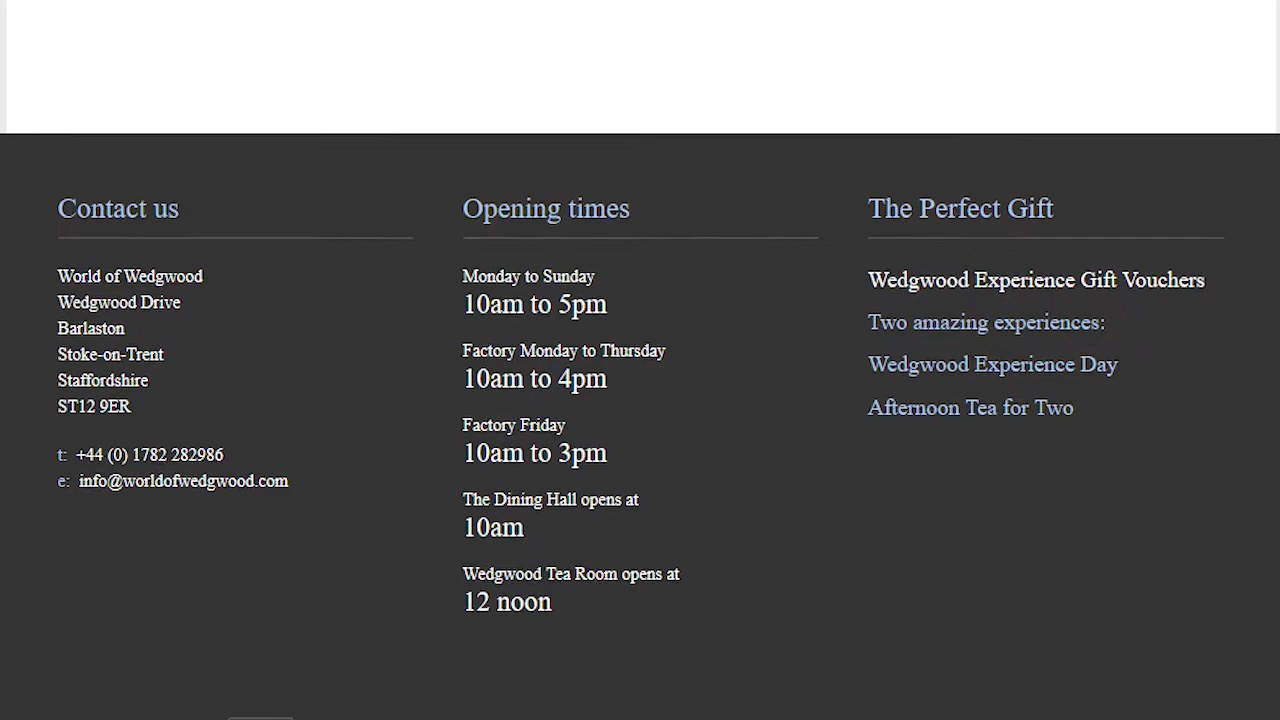 Contact us
World of Wedgwood
Wedgwood Drive
Barlaston
Stoke-on-Trent
Staffordshire
ST12 9ER
t: +44 (0) 1782 282986
e: info@worldofwedgwood.com
Opening times
Monday to Sunday
10am to 5pm
Factory Monday to Thursday
10am to 4pm
Factory Friday
10am to 3pm
The Dining Hall opens at
10am
Wedgwood Tea Room opens at
12 noon
The Perfect Gift
Wedgwood Experience Gift Vouchers
Two amazing experiences:
Wedgwood Experience Day
Afternoon Tea for Two